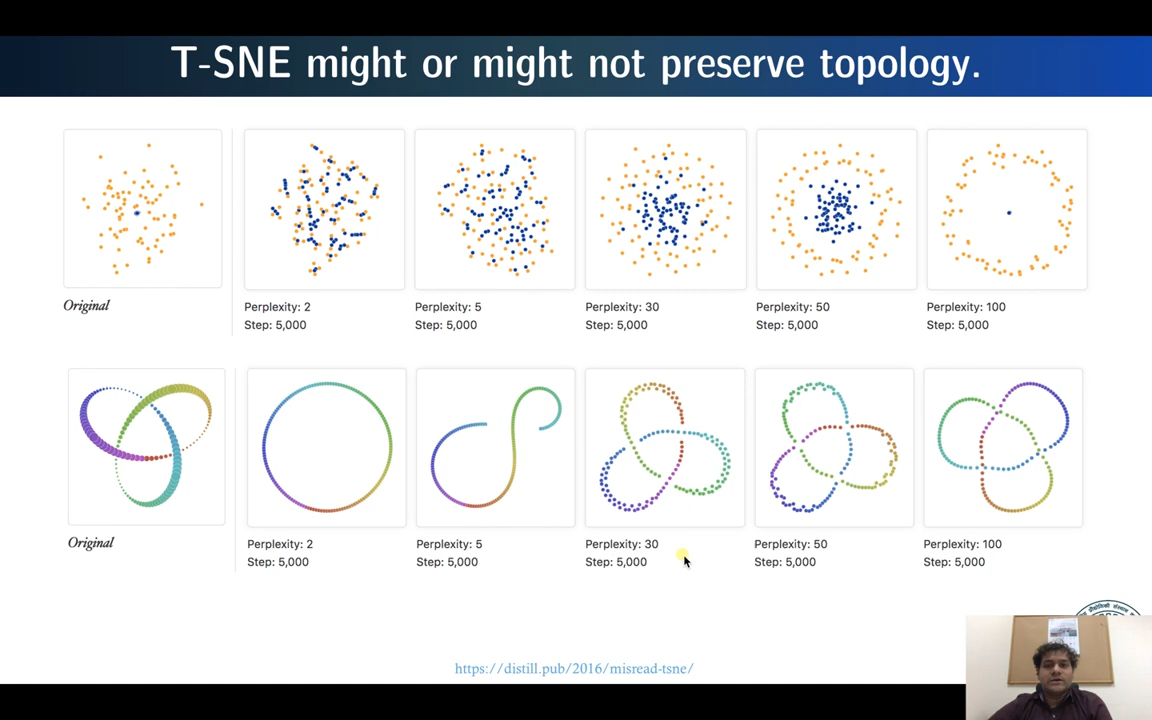 T-SNE might or might not preserve topology.
Original
Perplexity: 2
Step: 5,000
Perplexity: 5
Step: 5,000
Perplexity: 30
Step: 5,000
Perplexity: 50
Step: 5,000
Perplexity: 100
Step: 5,000
Original
Perplexity: 2
Step: 5,000
Perplexity: 5
Step: 5,000
Perplexity: 30
Step: 5,000
Perplexity: 50
Step: 5,000
Perplexity: 100
Step: 5,000
https://distill.pub/2016/misread-tsne/